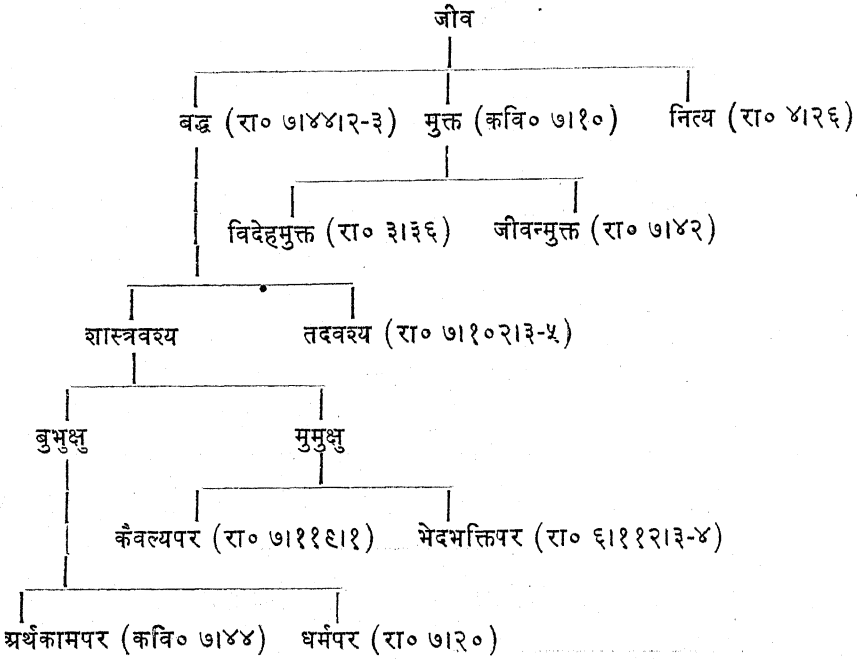 जीव
बद्ध (रा० ७।४४।२-३) मुक्त (कवि० ७।१०) नित्य (रा० ४।२६)
विदेहमुक्त (रा० ३।३६) जीवन्मुक्त (रा० ७।४२)
शास्त्रवश्य तदवश्य (रा० ७।१०२।३-५)
बुभुक्षु मुमुक्षु
कैवल्यपर (रा० ७।११९।१) भेदभक्तिपर (रा० ६।११२।३-४)
अर्थकामपर (कवि० ७।४४) धर्मपर (रा० ७।२०)